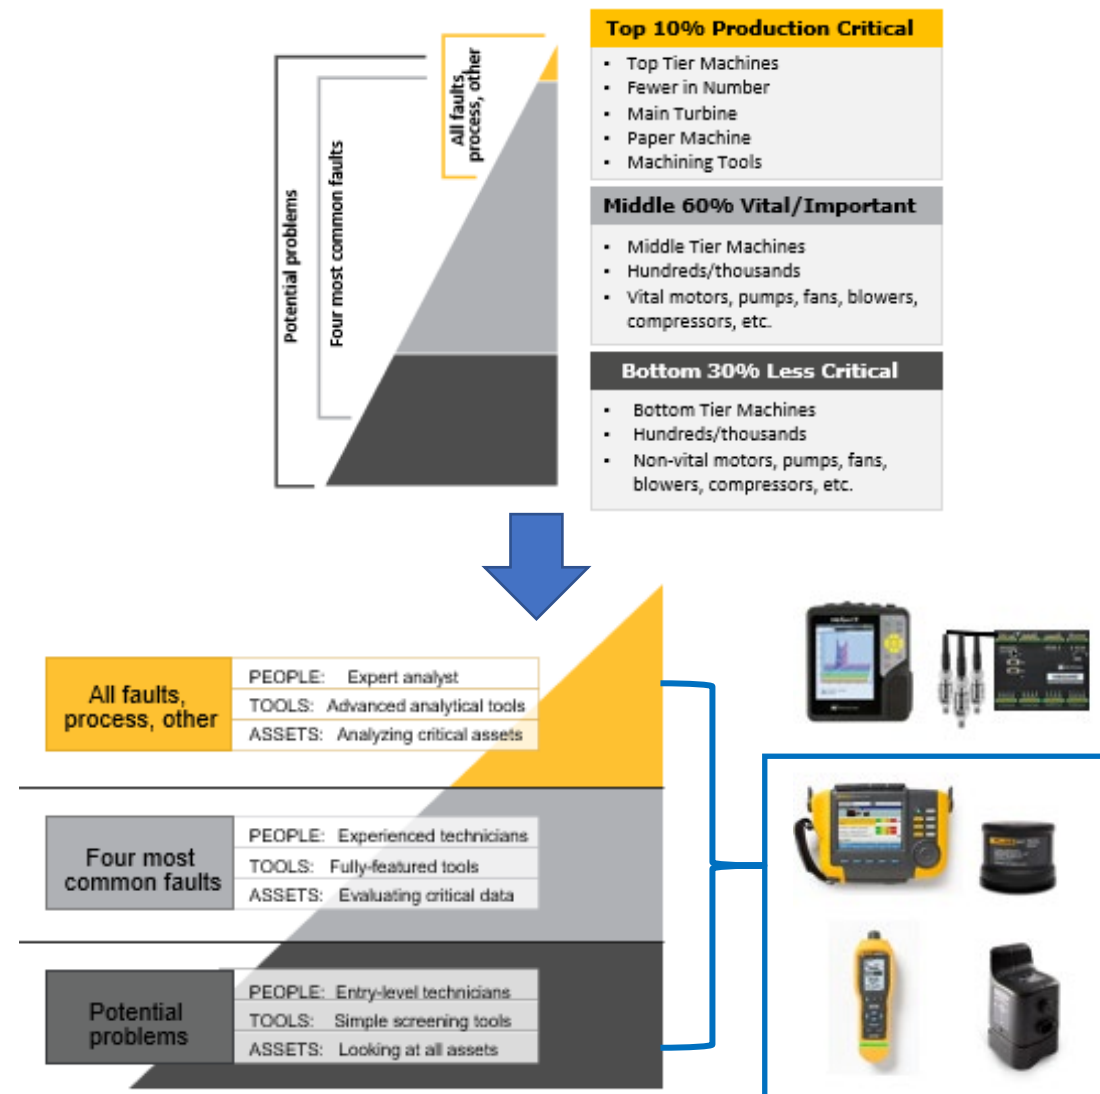 Top 10% Production Critical
▪ Top Tier Machines
▪ Fewer in Number
▪ Main Turbine
▪ Paper Machine
▪ Machining Tools
All faults,
process, other
Four most common faults
Potential problems
Middle 60% Vital/Important
▪ Middle Tier Machines
▪ Hundreds/thousands
▪ Vital motors, pumps, fans, blowers,
compressors, etc.
Bottom 30% Less Critical
▪ Bottom Tier Machines
▪ Hundreds/thousands
▪ Non-vital motors, pumps, fans,
blowers, compressors, etc.
All faults,
process, other
PEOPLE: Expert analyst
TOOLS: Advanced analytical tools
ASSETS: Analyzing critical assets
Four most
common faults
PEOPLE: Experienced technicians
TOOLS: Fully-featured tools
ASSETS: Evaluating critical data
Potential
problems
PEOPLE: Entry-level technicians
TOOLS: Simple screening tools
ASSETS: Looking at all assets